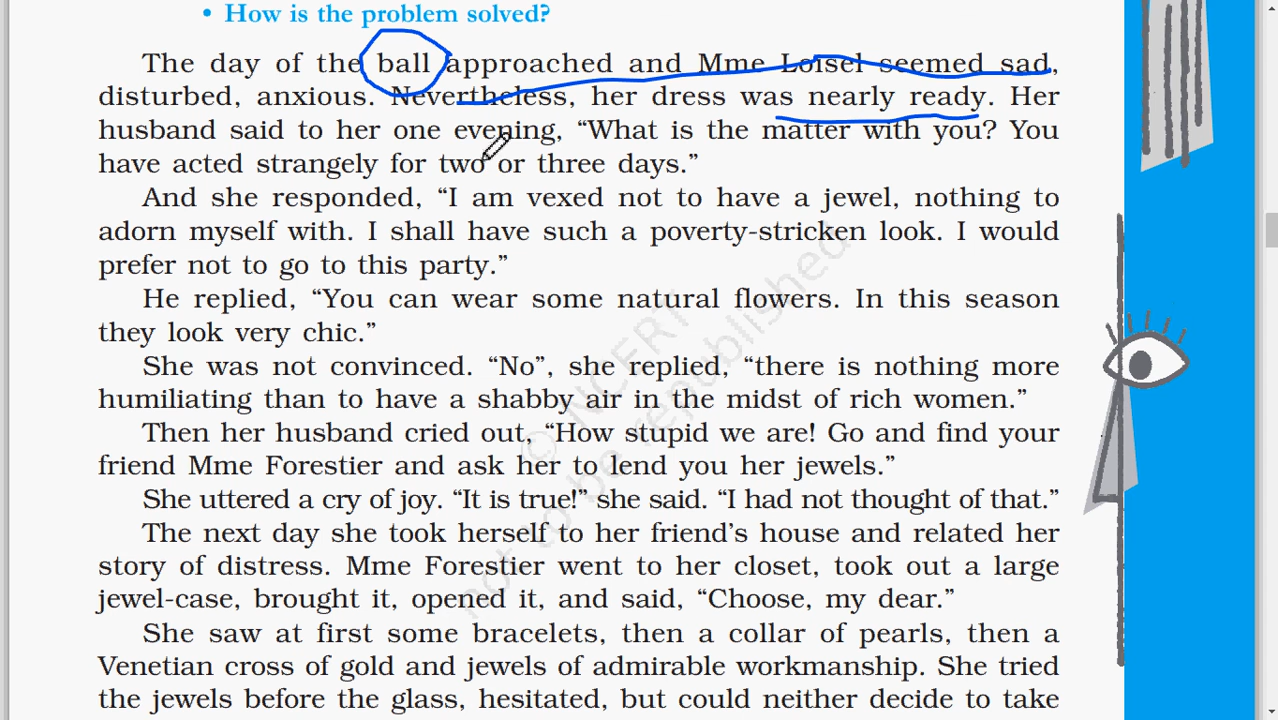 • How is the problem solved?
The day of the ball approached and Mme Loisel seemed sad,
disturbed, anxious. Nevertheless, her dress was nearly ready. Her
husband said to her one evening, “What is the matter with you? You
have acted strangely for two or three days.”
And she responded, “I am vexed not to have a jewel, nothing to
adorn myself with. I shall have such a poverty-stricken look. I would
prefer not to go to this party.”
He replied, “You can wear some natural flowers. In this season
they look very chic.”
She was not convinced. “No”, she replied, “there is nothing more
humiliating than to have a shabby air in the midst of rich women.”
Then her husband cried out, “How stupid we are! Go and find your
friend Mme Forestier and ask her to lend you her jewels.”
She uttered a cry of joy. “It is true!” she said. “I had not thought of that.”
The next day she took herself to her friend’s house and related her
story of distress. Mme Forestier went to her closet, took out a large
jewel-case, brought it, opened it, and said, “Choose, my dear.”
She saw at first some bracelets, then a collar of pearls, then a
Venetian cross of gold and jewels of admirable workmanship. She tried
the jewels before the glass, hesitated, but could neither decide to take
© NCERT
not to be republished